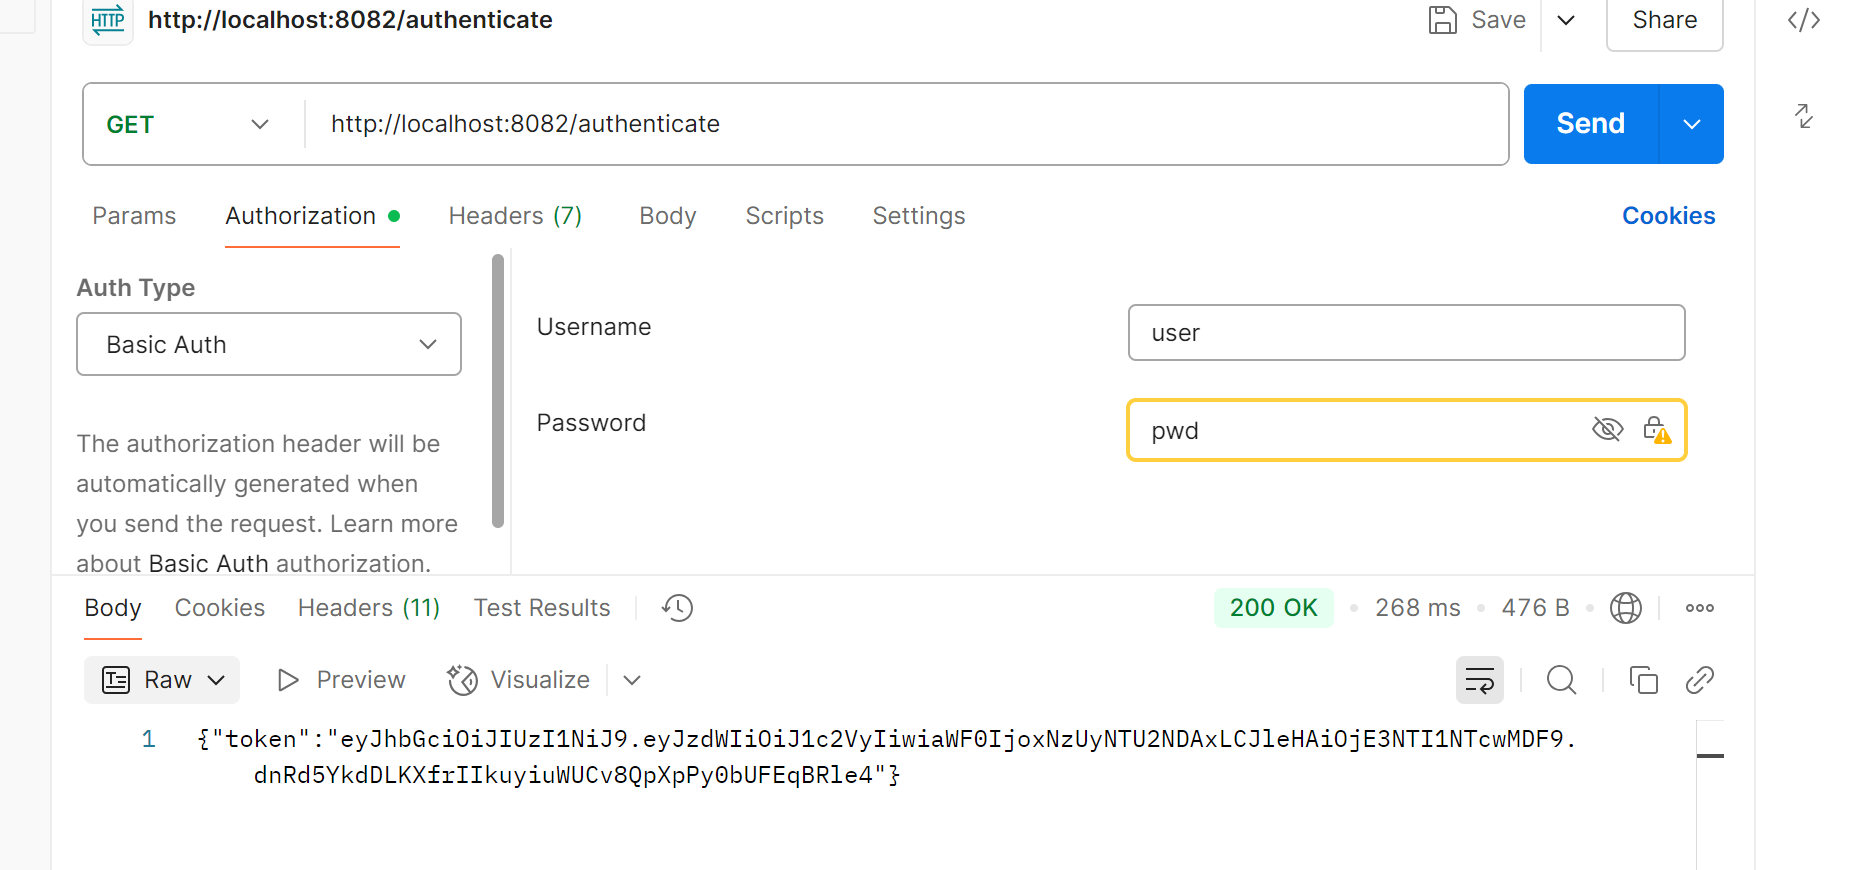 HTTP http://localhost:8082/authenticate Save Share
GET http://localhost:8082/authenticate Send
Params Authorization Headers (7) Body Scripts Settings Cookies
Auth Type
Basic Auth
The authorization header will be
automatically generated when
you send the request. Learn more
about Basic Auth authorization.
Username user
Password pwd
Body Cookies Headers (11) Test Results 200 OK 268 ms 476 B
Raw Preview Visualize
1 {"token":"eyJhbGciOiJIUzI1NiJ9.eyJzdWIiOiJ1c2VyIiwiaWF0IjoxNzUyNTU2NDAxLCJleHAiOjE3NTI1NTcwMDF9.
dnRd5YkdDLKXfrIIkuyiuWUCv8QpXpPy0bUFEqBRle4"}